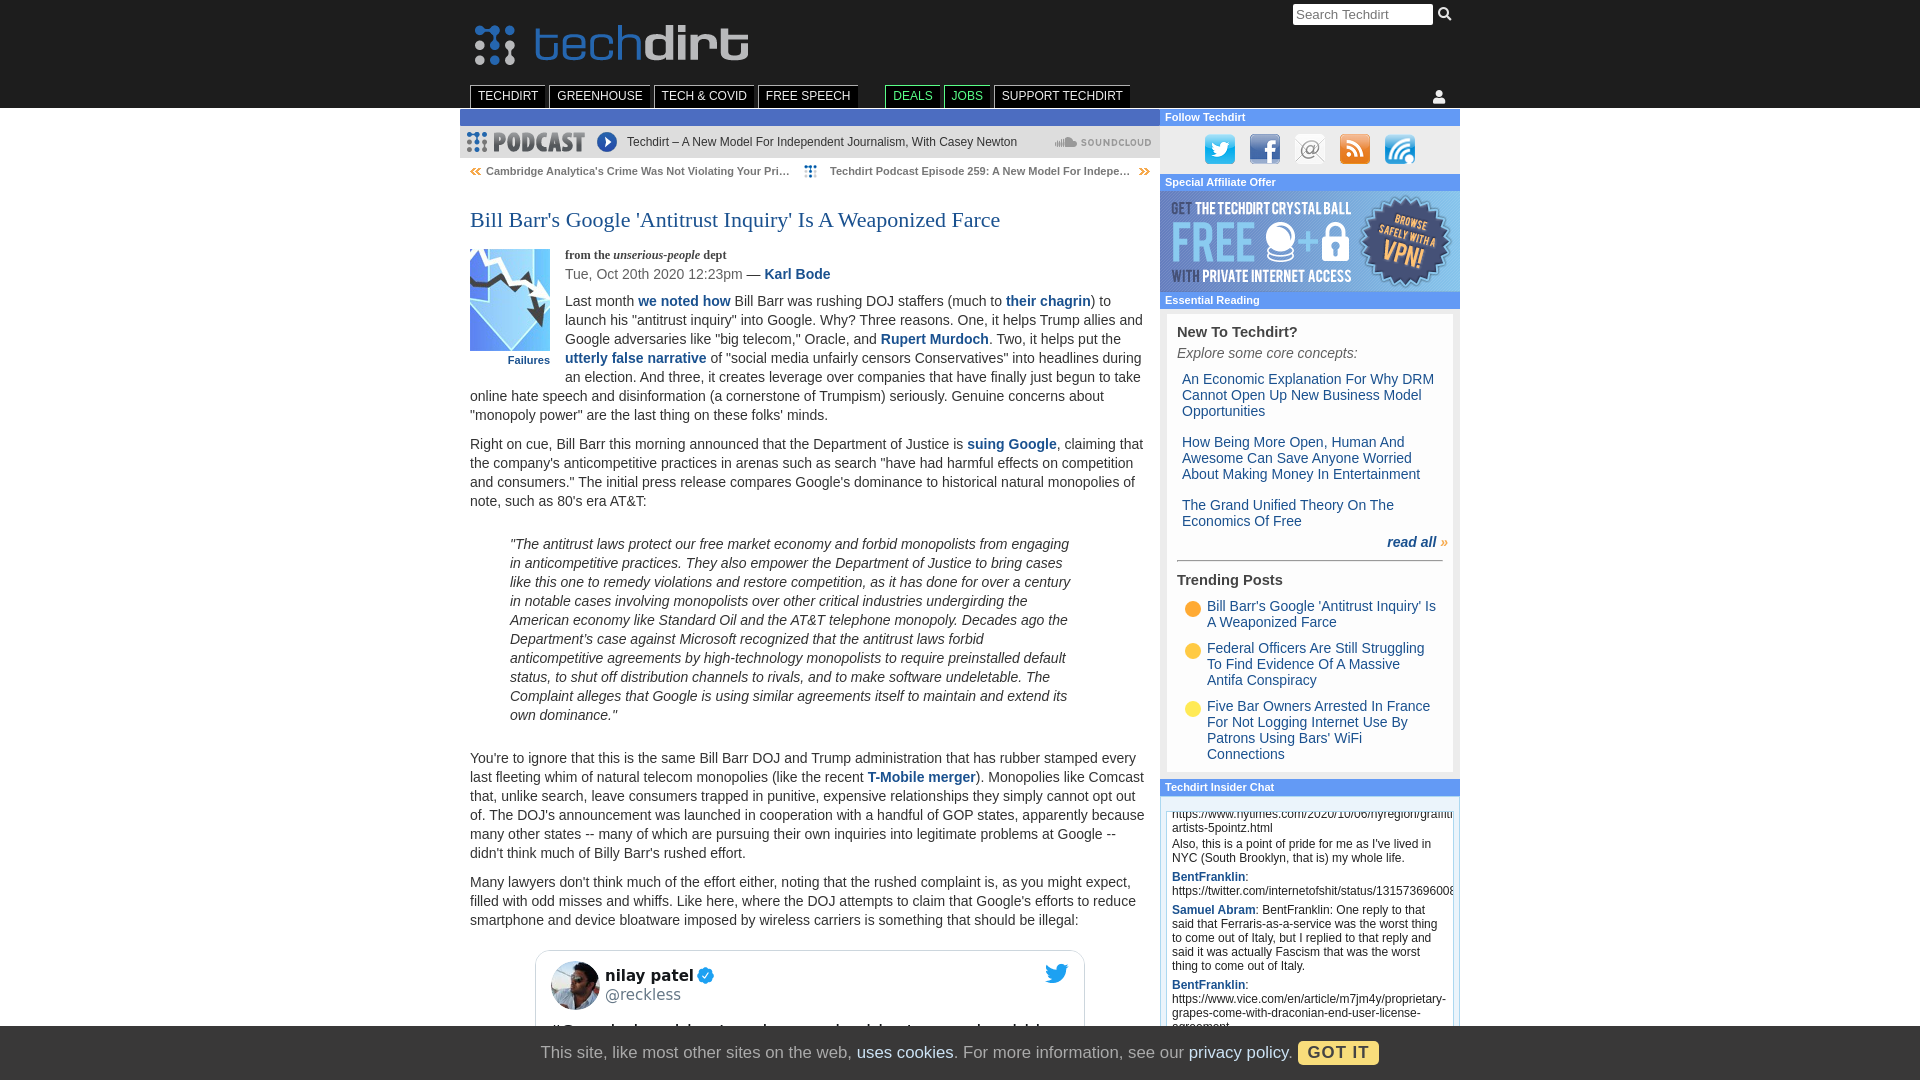 Search Techdirt
techdirt
TECHDIRT GREENHOUSE TECH & COVID FREE SPEECH DEALS JOBS SUPPORT TECHDIRT
PODCAST Techdirt – A New Model For Independent Journalism, With Casey Newton SOUNDCLOUD
Cambridge Analytica's Crime Was Not Violating Your Pri… Techdirt Podcast Episode 259: A New Model For Indepe…
Bill Barr's Google 'Antitrust Inquiry' Is A Weaponized Farce
Failures
from the unserious-people dept
Tue, Oct 20th 2020 12:23pm — Karl Bode
Last month we noted how Bill Barr was rushing DOJ staffers (much to their chagrin) to
launch his "antitrust inquiry" into Google. Why? Three reasons. One, it helps Trump allies and
Google adversaries like "big telecom," Oracle, and Rupert Murdoch. Two, it helps put the
utterly false narrative of "social media unfairly censors Conservatives" into headlines during
an election. And three, it creates leverage over companies that have finally just begun to take
online hate speech and disinformation (a cornerstone of Trumpism) seriously. Genuine concerns about
"monopoly power" are the last thing on these folks' minds.
Right on cue, Bill Barr this morning announced that the Department of Justice is suing Google, claiming that
the company's anticompetitive practices in arenas such as search "have had harmful effects on competition
and consumers." The initial press release compares Google's dominance to historical natural monopolies of
note, such as 80's era AT&T:
"The antitrust laws protect our free market economy and forbid monopolists from engaging
in anticompetitive practices. They also empower the Department of Justice to bring cases
like this one to remedy violations and restore competition, as it has done for over a century
in notable cases involving monopolists over other critical industries undergirding the
American economy like Standard Oil and the AT&T telephone monopoly. Decades ago the
Department's case against Microsoft recognized that the antitrust laws forbid
anticompetitive agreements by high-technology monopolists to require preinstalled default
status, to shut off distribution channels to rivals, and to make software undeletable. The
Complaint alleges that Google is using similar agreements itself to maintain and extend its
own dominance."
You're to ignore that this is the same Bill Barr DOJ and Trump administration that has rubber stamped every
last fleeting whim of natural telecom monopolies (like the recent T-Mobile merger). Monopolies like Comcast
that, unlike search, leave consumers trapped in punitive, expensive relationships they simply cannot opt out
of. The DOJ's announcement was launched in cooperation with a handful of GOP states, apparently because
many other states -- many of which are pursuing their own inquiries into legitimate problems at Google --
didn't think much of Billy Barr's rushed effort.
Many lawyers don't think much of the effort either, noting that the rushed complaint is, as you might expect,
filled with odd misses and whiffs. Like here, where the DOJ attempts to claim that Google's efforts to reduce
smartphone and device bloatware imposed by wireless carriers is something that should be illegal:
nilay patel
@reckless
Follow Techdirt
Special Affiliate Offer
GET THE TECHDIRT CRYSTAL BALL
FREE +
WITH PRIVATE INTERNET ACCESS
BROWSE
SAFELY WITH A
VPN!
Essential Reading
New To Techdirt?
Explore some core concepts:
An Economic Explanation For Why DRM
Cannot Open Up New Business Model
Opportunities
How Being More Open, Human And
Awesome Can Save Anyone Worried
About Making Money In Entertainment
The Grand Unified Theory On The
Economics Of Free
read all »
Trending Posts
Bill Barr's Google 'Antitrust Inquiry' Is
A Weaponized Farce
Federal Officers Are Still Struggling
To Find Evidence Of A Massive
Antifa Conspiracy
Five Bar Owners Arrested In France
For Not Logging Internet Use By
Patrons Using Bars' WiFi
Connections
Techdirt Insider Chat
https://www.nytimes.com/2020/10/06/nyregion/graffiti
artists-5pointz.html
Also, this is a point of pride for me as I've lived in
NYC (South Brooklyn, that is) my whole life.
BentFranklin:
https://twitter.com/internetofshit/status/131573696008
Samuel Abram: BentFranklin: One reply to that
said that Ferraris-as-a-service was the worst thing
to come out of Italy, but I replied to that reply and
said it was actually Fascism that was the worst
thing to come out of Italy.
BentFranklin:
https://www.vice.com/en/article/m7jm4y/proprietary-
grapes-come-with-draconian-end-user-license-
agreement
This site, like most other sites on the web, uses cookies. For more information, see our privacy policy. GOT IT